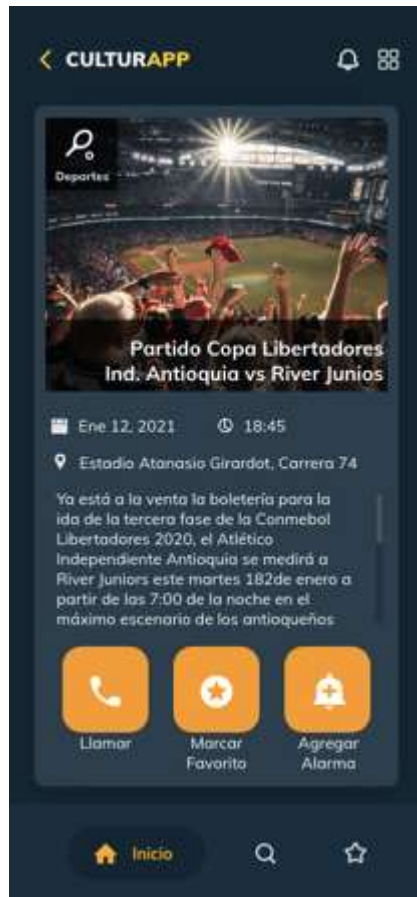 CULTURAPP
Deportes
Partido Copa Libertadores
Ind. Antioquia vs River Junios
Ene 12, 2021 18:45
Estadio Atanasio Girardot, Carrera 74
Ya está a la venta la boletería para la
ida de la tercera fase de la Conmebol
Libertadores 2020, el Atlético
Independiente Antioquia se medirá a
River Juniors este martes 182de enero a
partir de las 7:00 de la noche en el
máximo escenario de los antioqueños
Llamar
Marcar
Favorito
Agregar
Alarma
Inicio